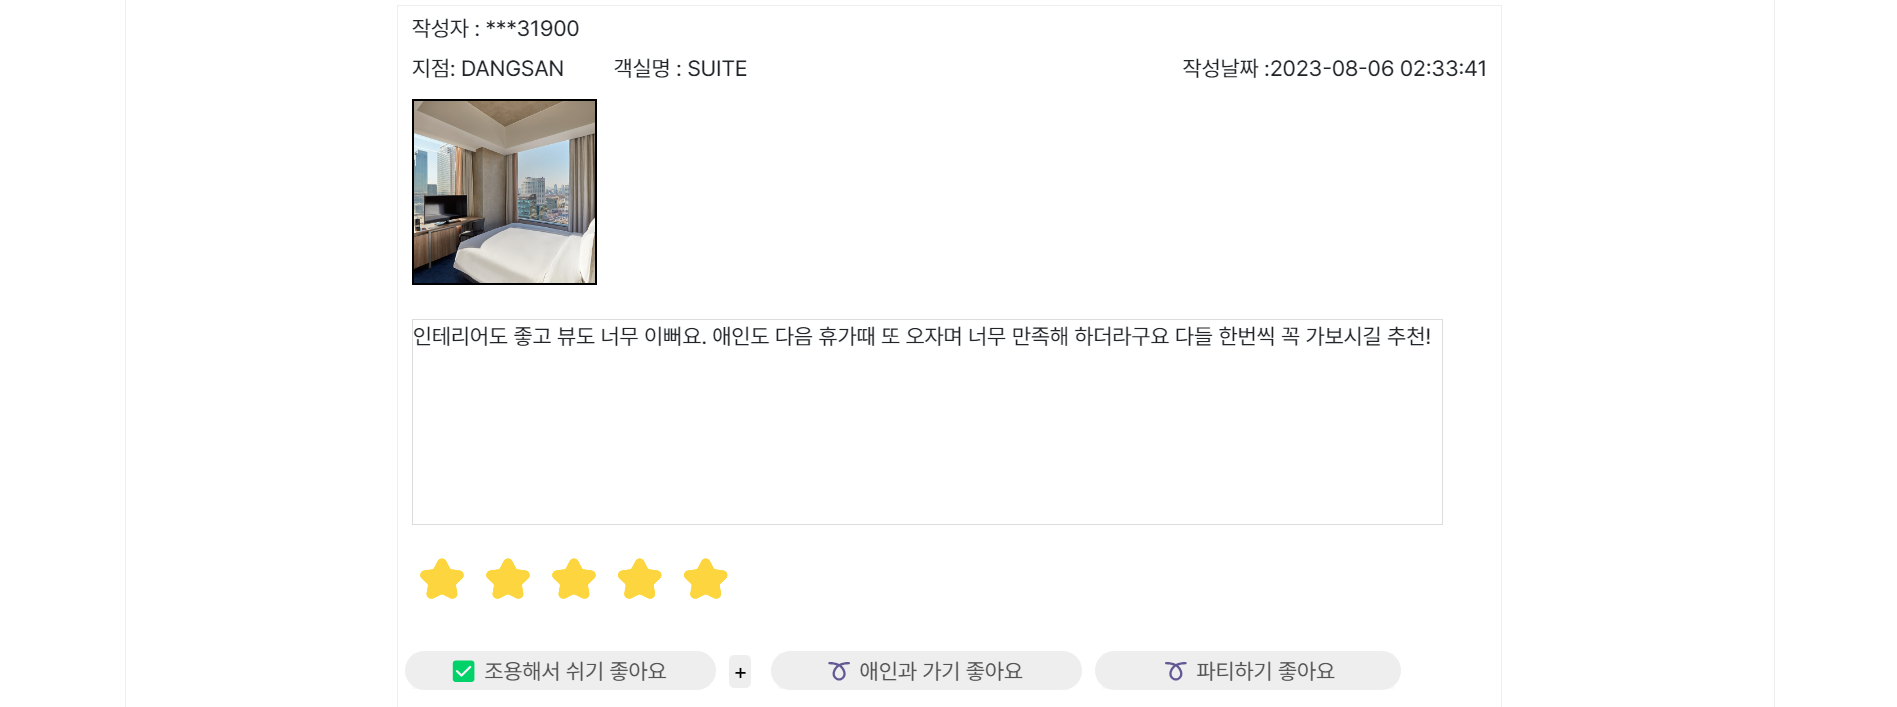 작성자 : ***31900
지점: DANGSAN 객실명 : SUITE 작성날짜 :2023-08-06 02:33:41
인테리어도 좋고 뷰도 너무 이뻐요. 애인도 다음 휴가때 또 오자며 너무 만족해 하더라구요 다들 한번씩 꼭 가보시길 추천!
✅ 조용해서 쉬기 좋아요 + ➰ 애인과 가기 좋아요 ➰ 파티하기 좋아요